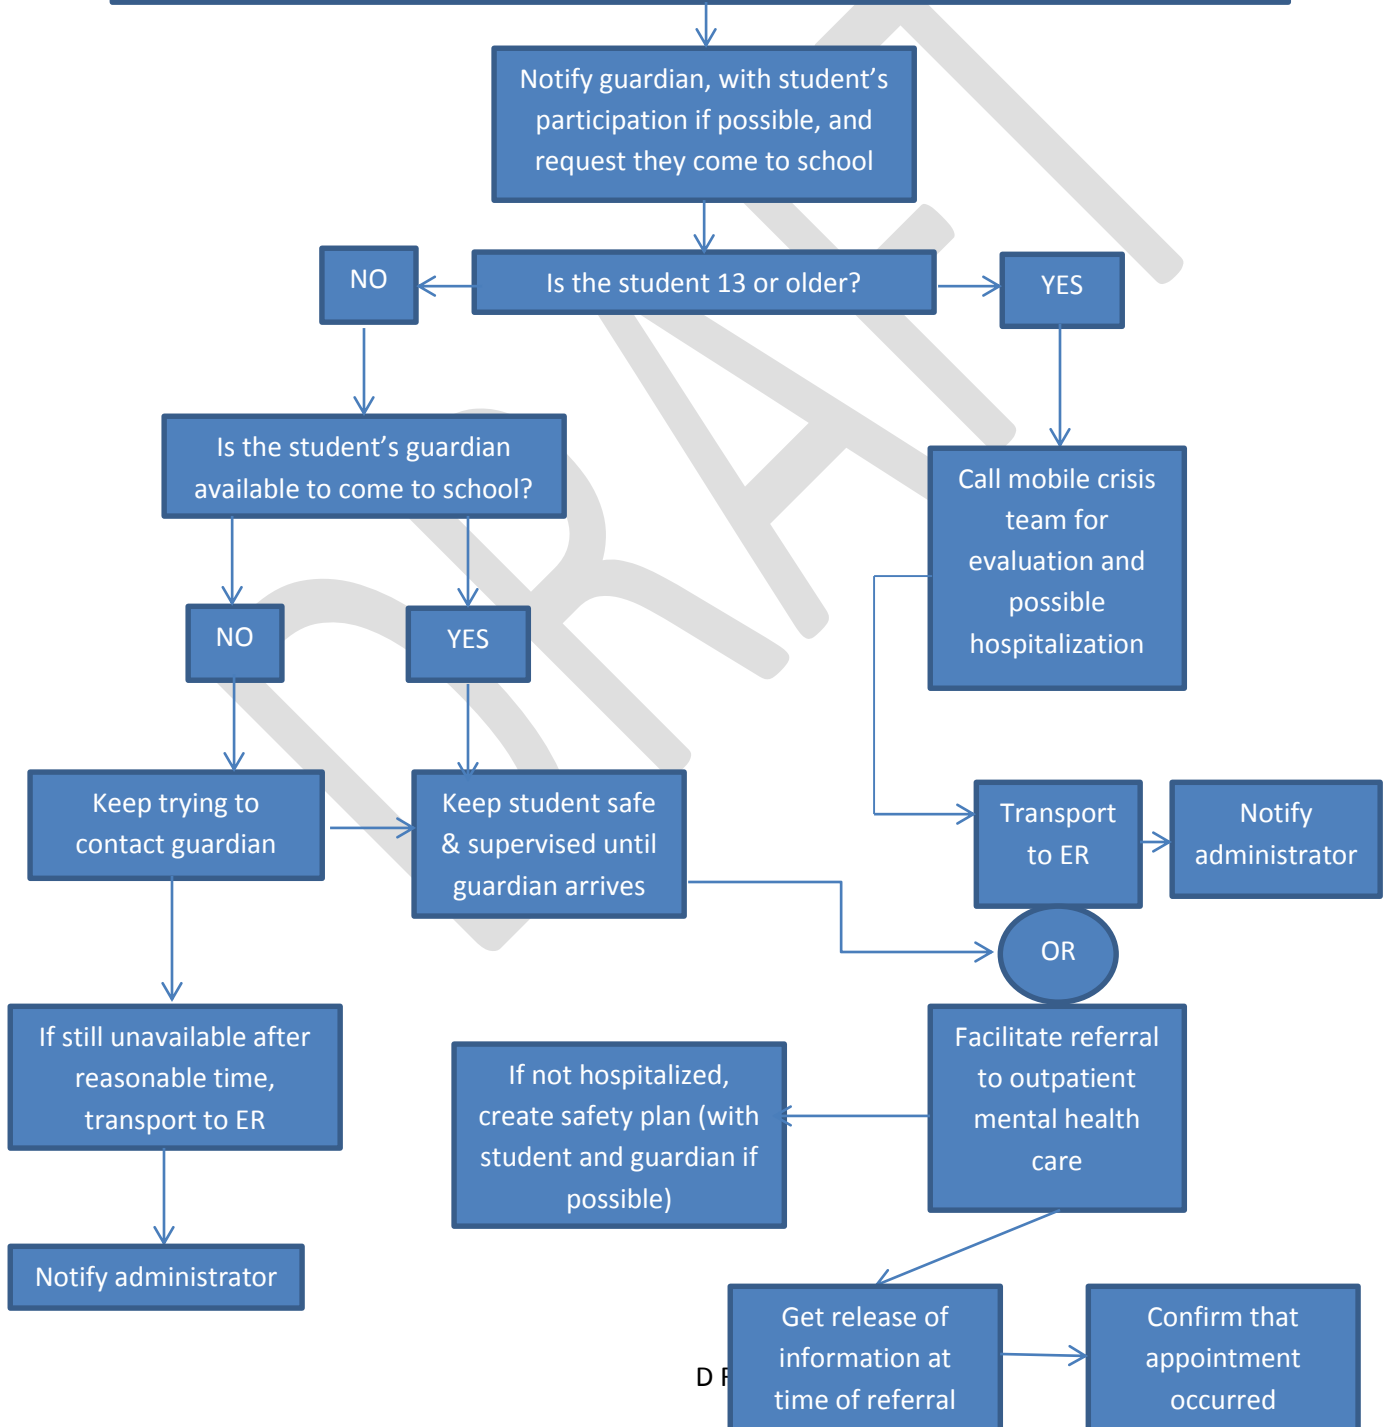 Notify guardian, with student’s
participation if possible, and
request they come to school
NO
Is the student 13 or older?
YES
Is the student’s guardian
available to come to school?
Call mobile crisis
team for
evaluation and
possible
hospitalization
NO
YES
Keep trying to
contact guardian
Keep student safe
& supervised until
guardian arrives
Transport
to ER
Notify
administrator
OR
If still unavailable after
reasonable time,
transport to ER
If not hospitalized,
create safety plan (with
student and guardian if
possible)
Facilitate referral
to outpatient
mental health
care
Notify administrator
Get release of
information at
time of referral
Confirm that
appointment
occurred
D
DRAFT